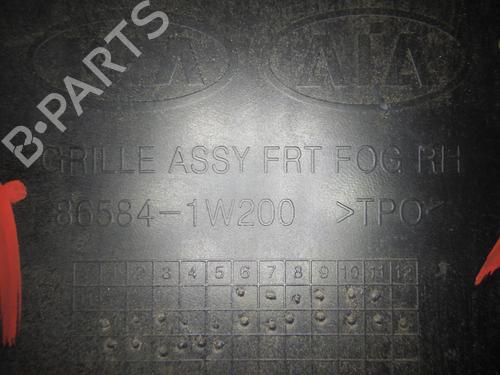 B-PARTS
KIA KIA
GRILLE ASSY FRT FOG RH
86584-1W200 >TPO<
1 2 3 4 5 6 7 8 9 10 11 12